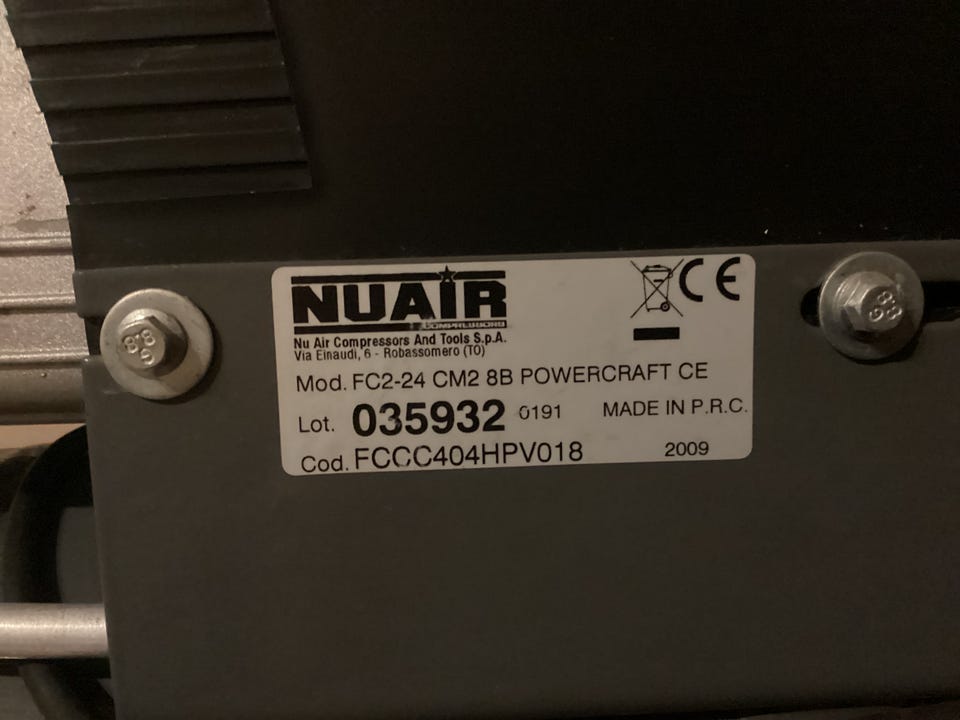 NUAIR
COMPRESSORS
CE
Nu Air Compressors And Tools S.p.A.
Via Einaudi, 6 - Robassomero (TO)
Mod. FC2-24 CM2 8B POWERCRAFT CE
Lot. 035932 0191 MADE IN P.R.C.
Cod. FCCC404HPV018 2009
8.8
8.8